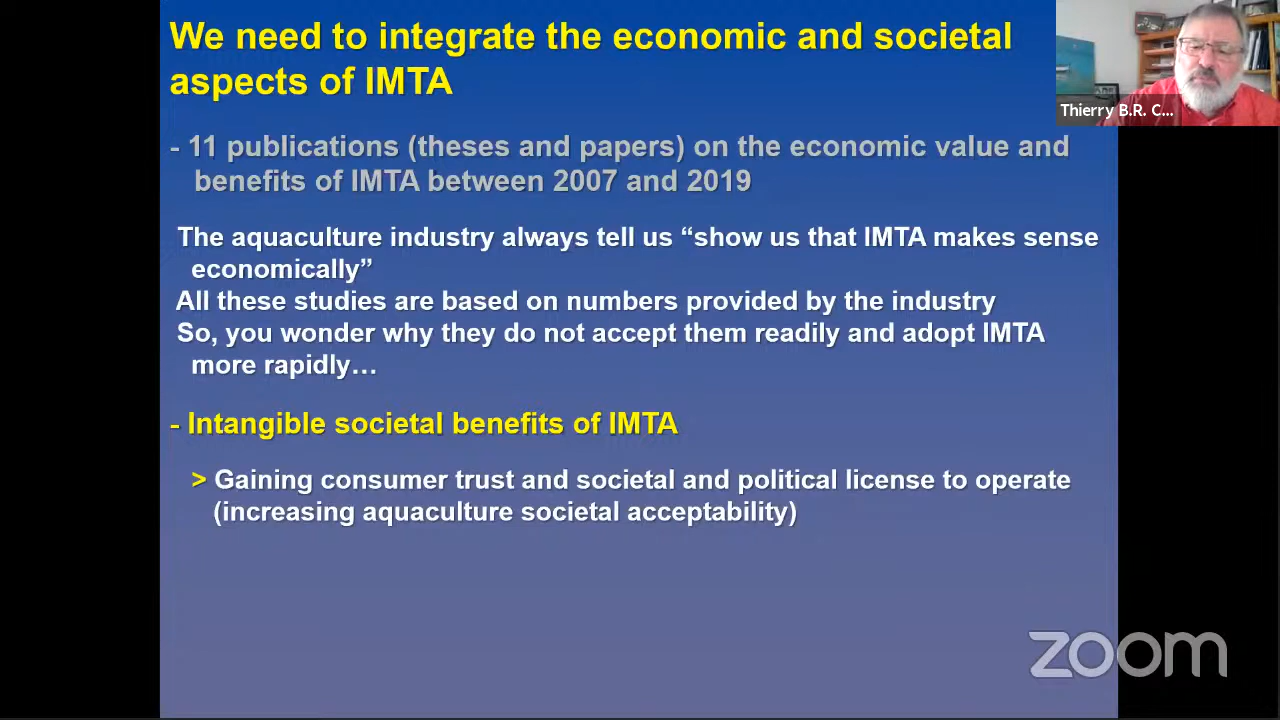 We need to integrate the economic and societal
aspects of IMTA
Thierry B.R. C...
- 11 publications (theses and papers) on the economic value and
benefits of IMTA between 2007 and 2019
The aquaculture industry always tell us “show us that IMTA makes sense
economically”
All these studies are based on numbers provided by the industry
So, you wonder why they do not accept them readily and adopt IMTA
more rapidly…
- Intangible societal benefits of IMTA
> Gaining consumer trust and societal and political license to operate
(increasing aquaculture societal acceptability)
zoom